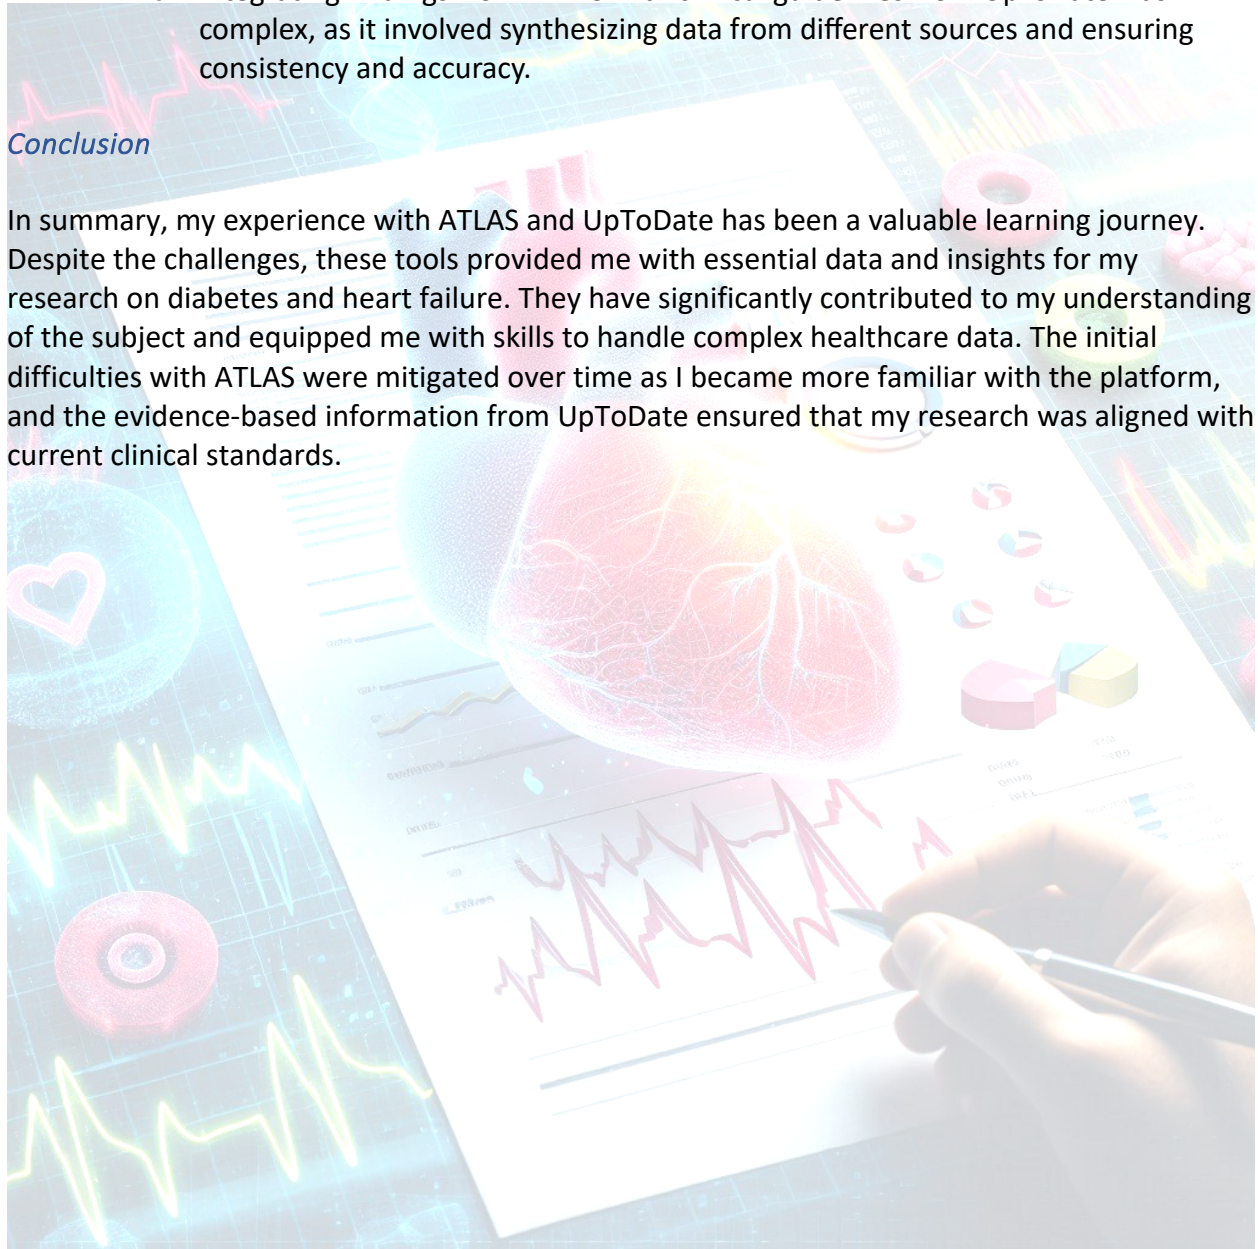 complex, as it involved synthesizing data from different sources and ensuring
consistency and accuracy.
Conclusion
In summary, my experience with ATLAS and UpToDate has been a valuable learning journey.
Despite the challenges, these tools provided me with essential data and insights for my
research on diabetes and heart failure. They have significantly contributed to my understanding
of the subject and equipped me with skills to handle complex healthcare data. The initial
difficulties with ATLAS were mitigated over time as I became more familiar with the platform,
and the evidence-based information from UpToDate ensured that my research was aligned with
current clinical standards.